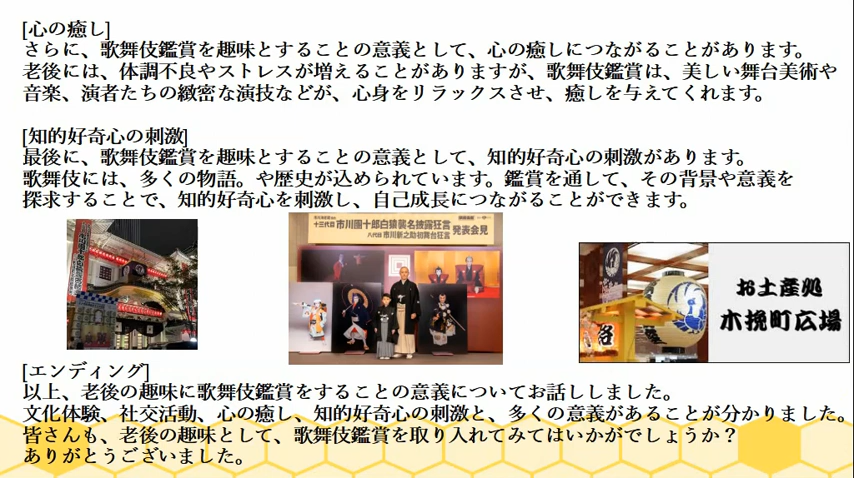 [心の癒し]
さらに、歌舞伎鑑賞を趣味とすることの意義として、心の癒しにつながることがあります。
老後には、体調不良やストレスが増えることがありますが、歌舞伎鑑賞は、美しい舞台美術や
音楽、演者たちの緻密な演技などが、心身をリラックスさせ、癒しを与えてくれます。
[知的好奇心の刺激]
最後に、歌舞伎鑑賞を趣味とすることの意義として、知的好奇心の刺激があります。
歌舞伎には、多くの物語。や歴史が込められています。鑑賞を通して、その背景や意義を
探求することで、知的好奇心を刺激し、自己成長につながることができます。
十三代目 市川團十郎白猿襲名披露狂言
八代目 市川新之助初舞台狂言
発表会見
お土産処
木挽町広場
[エンディング]
以上、老後の趣味に歌舞伎鑑賞をすることの意義についてお話ししました。
文化体験、社交活動、心の癒し、知的好奇心の刺激と、多くの意義があることが分かりました。
皆さんも、老後の趣味として、歌舞伎鑑賞を取り入れてみてはいかがでしょうか？
ありがとうございました。